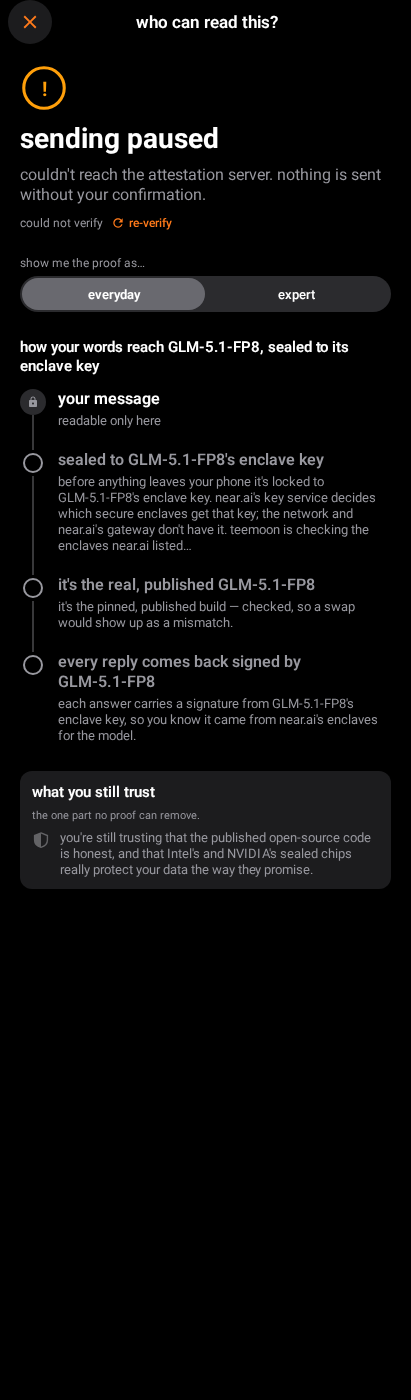 who can read this?
!
sending paused
couldn't reach the attestation server. nothing is sent
without your confirmation.
could not verify re-verify
show me the proof as…
everyday expert
how your words reach GLM-5.1-FP8, sealed to its
enclave key
your message
readable only here
sealed to GLM-5.1-FP8's enclave key
before anything leaves your phone it's locked to
GLM-5.1-FP8's enclave key. near.ai's key service decides
which secure enclaves get that key; the network and
near.ai's gateway don't have it. teemoon is checking the
enclaves near.ai listed…
it's the real, published GLM-5.1-FP8
it's the pinned, published build — checked, so a swap
would show up as a mismatch.
every reply comes back signed by
GLM-5.1-FP8
each answer carries a signature from GLM-5.1-FP8's
enclave key, so you know it came from near.ai's enclaves
for the model.
what you still trust
the one part no proof can remove.
you're still trusting that the published open-source code
is honest, and that Intel's and NVIDIA's sealed chips
really protect your data the way they promise.